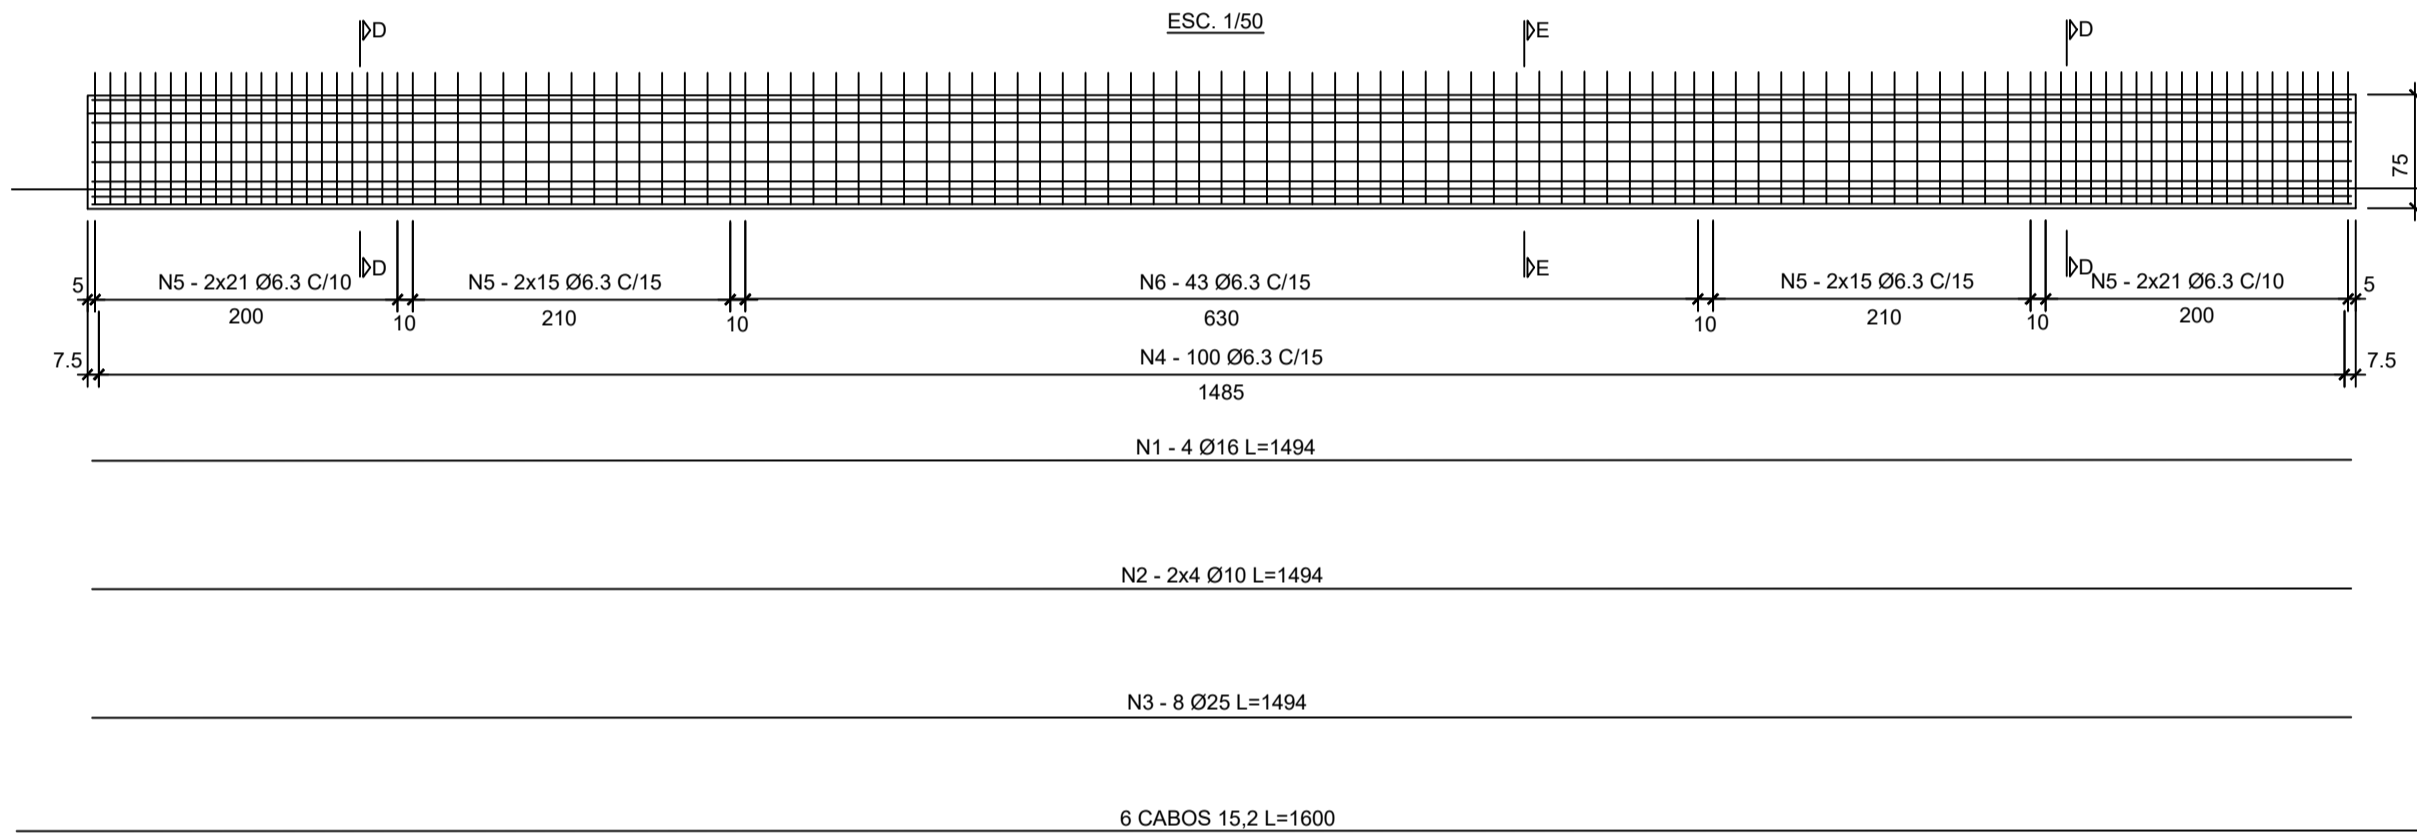 ESC. 1/50
D
E
D
75
D
E
D
5
N5 - 2x21 Ø6.3 C/10
N5 - 2x15 Ø6.3 C/15
N6 - 43 Ø6.3 C/15
N5 - 2x15 Ø6.3 C/15
N5 - 2x21 Ø6.3 C/10
5
200
10
210
10
630
10
210
10
200
7.5
N4 - 100 Ø6.3 C/15
7.5
1485
N1 - 4 Ø16 L=1494
N2 - 2x4 Ø10 L=1494
N3 - 8 Ø25 L=1494
6 CABOS 15,2 L=1600